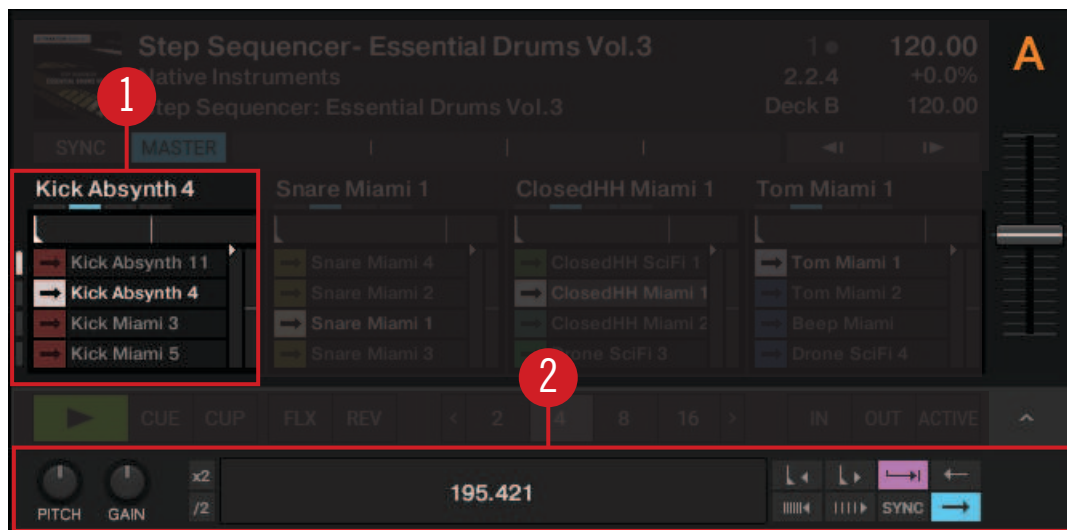 Step Sequencer- Essential Drums Vol.3
1
120.00
A
Native Instruments
2.2.4
+0.0%
1
Step Sequencer: Essential Drums Vol.3
Deck B
120.00
SYNC
MASTER
Kick Absynth 4
Snare Miami 1
ClosedHH Miami 1
Tom Miami 1
Kick Absynth 11
Snare Miami 4
ClosedHH SciFi 1
Tom Miami 1
Kick Absynth 4
Snare Miami 2
ClosedHH Miami 1
Tom Miami 2
Kick Miami 3
Snare Miami 1
ClosedHH Miami 2
Beep Miami
Kick Miami 5
Snare Miami 3
Drone SciFi 3
Drone SciFi 4
2
CUE
CUP
FLX
REV
<
2
4
8
16
>
IN
OUT
ACTIVE
x2
195.421
PITCH
GAIN
/2
SYNC